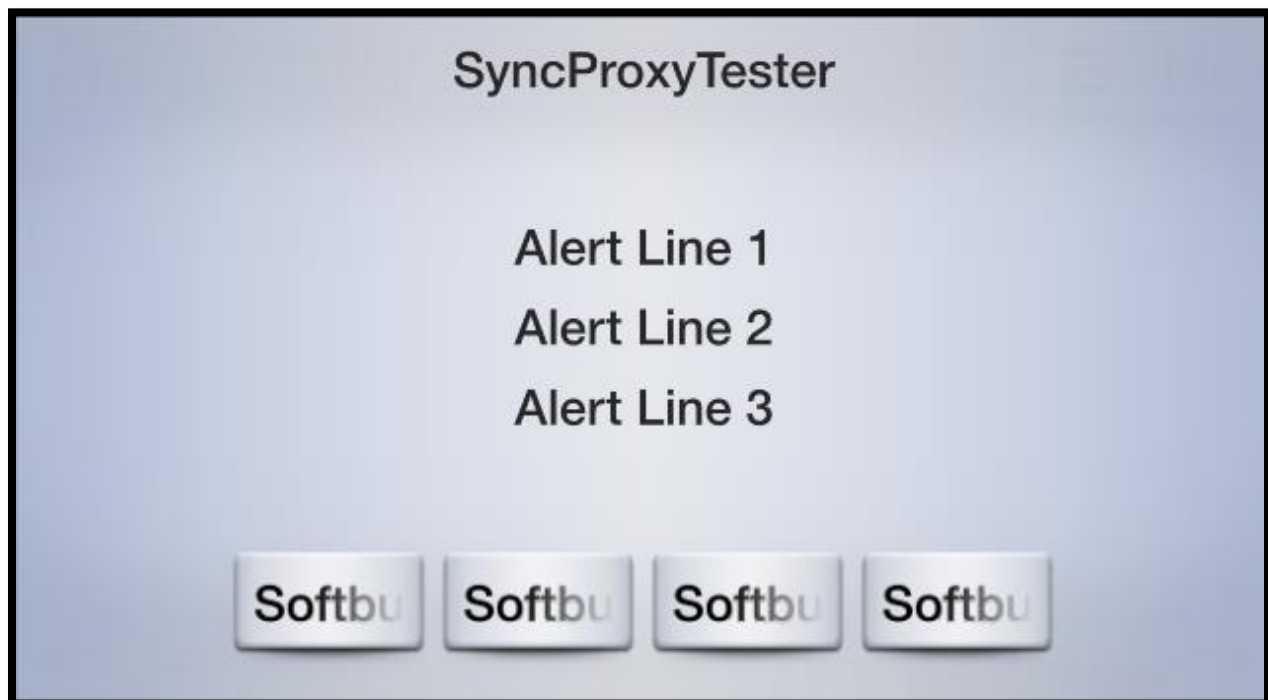 SyncProxyTester
Alert Line 1
Alert Line 2
Alert Line 3
Softbu Softbu Softbu Softbu